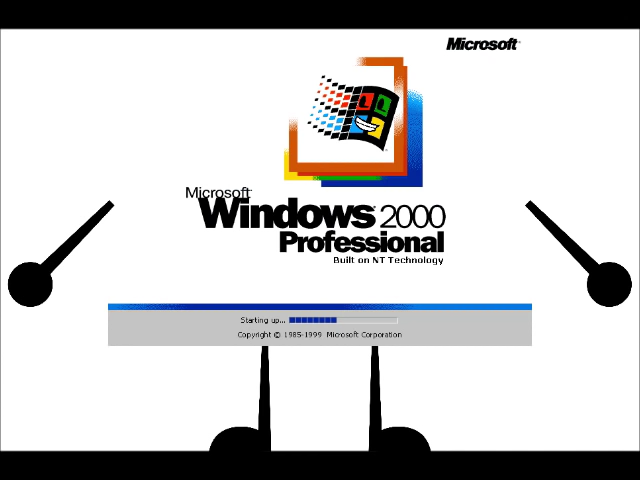 Microsoft
Microsoft
Windows 2000
Professional
Built on NT Technology
Starting up...
Copyright © 1985-1999 Microsoft Corporation